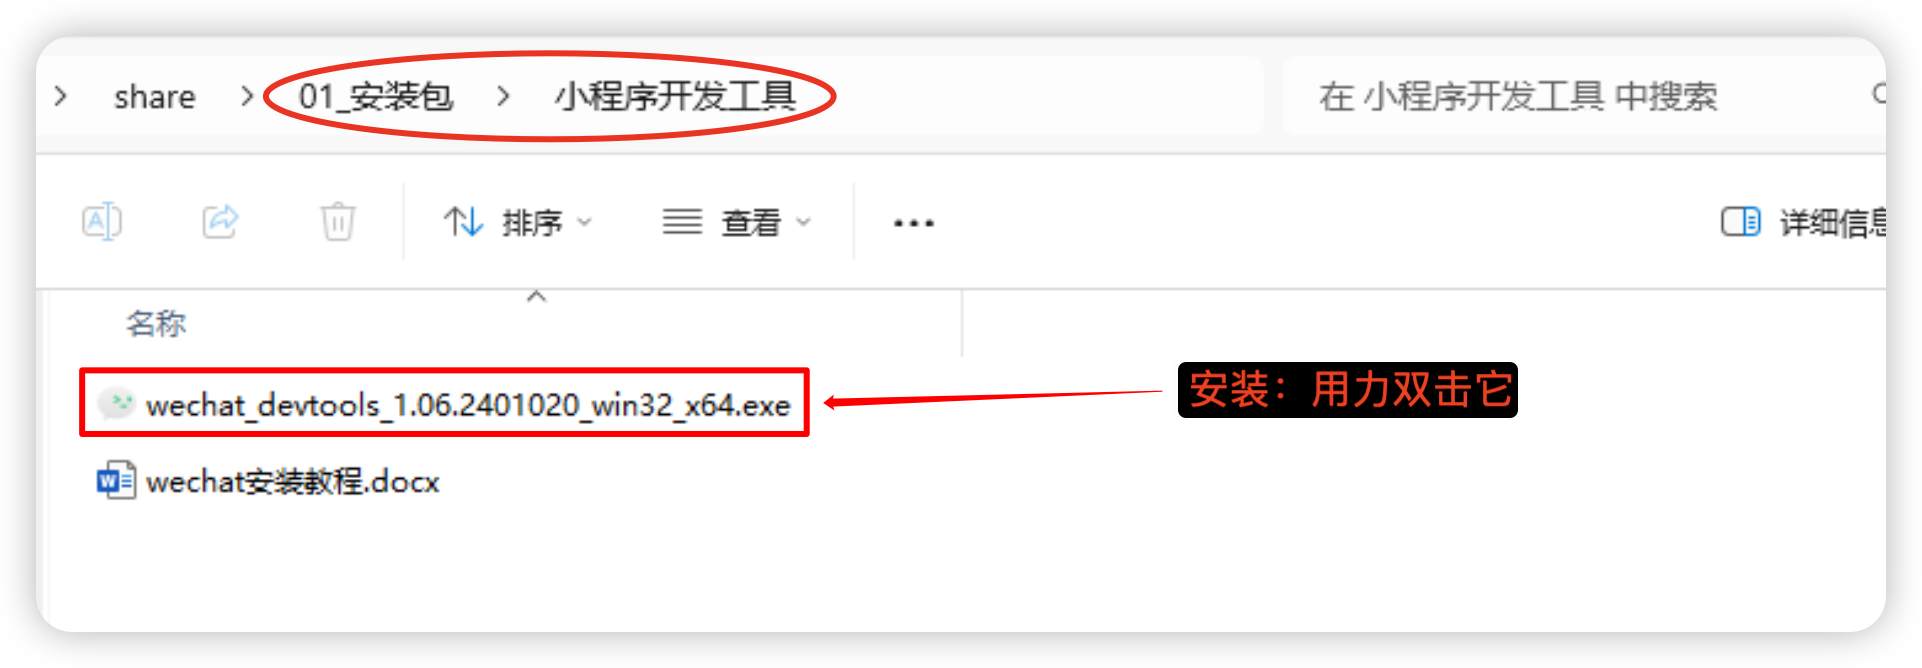 share > 01_安装包 > 小程序开发工具
在 小程序开发工具 中搜索
排序
查看
详细信息
名称
wechat_devtools_1.06.2401020_win32_x64.exe
安装：用力双击它
wechat安装教程.docx